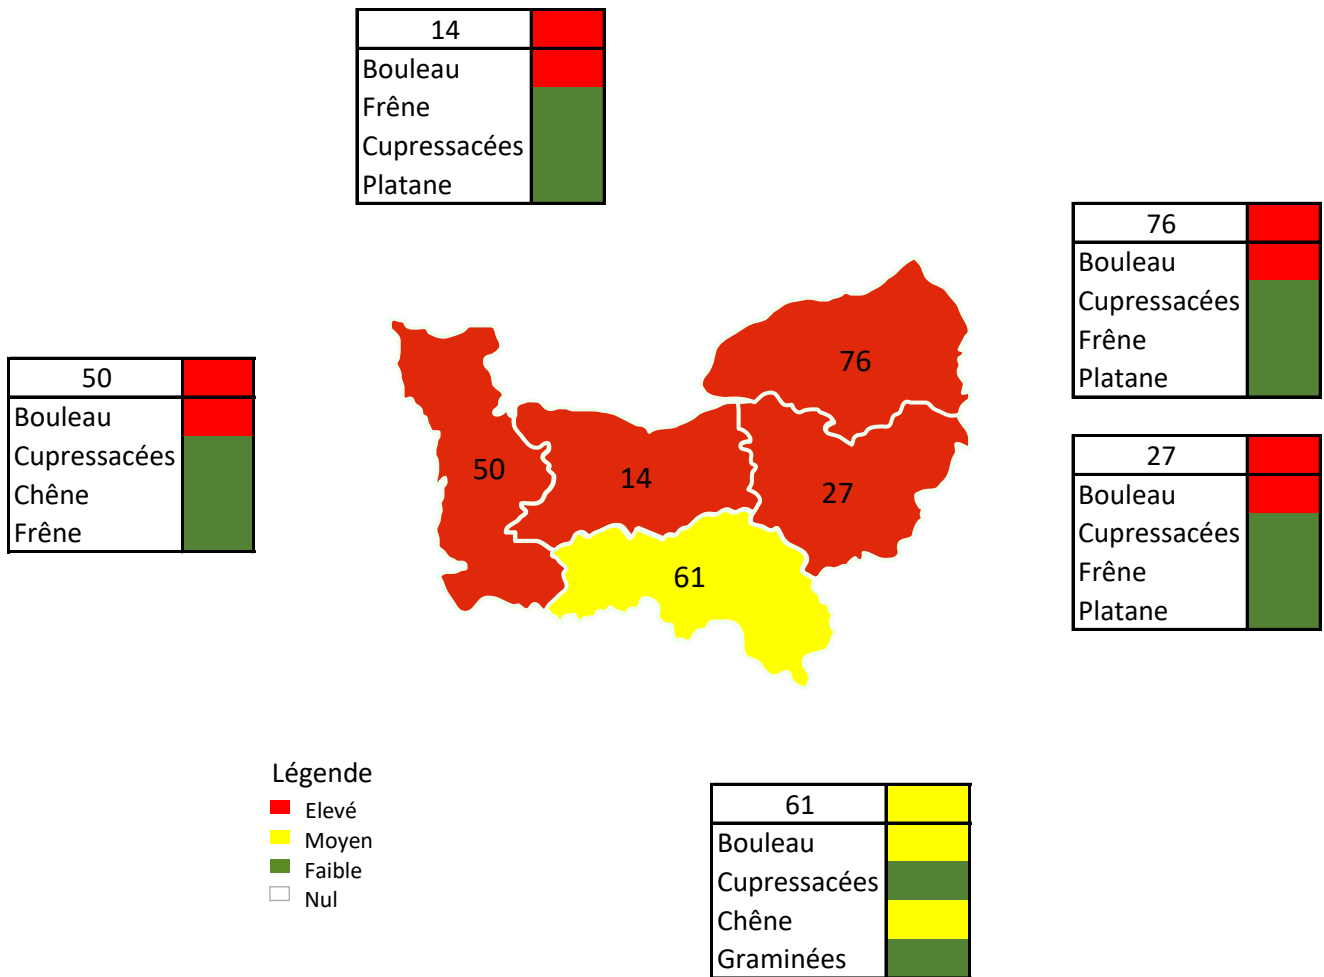 14
Bouleau
Frêne
Cupressacées
Platane
76
Bouleau
Cupressacées
Frêne
Platane
50
Bouleau
Cupressacées
Chêne
Frêne
76
50
14
27
61
27
Bouleau
Cupressacées
Frêne
Platane
Légende
Elevé
Moyen
Faible
Nul
61
Bouleau
Cupressacées
Chêne
Graminées